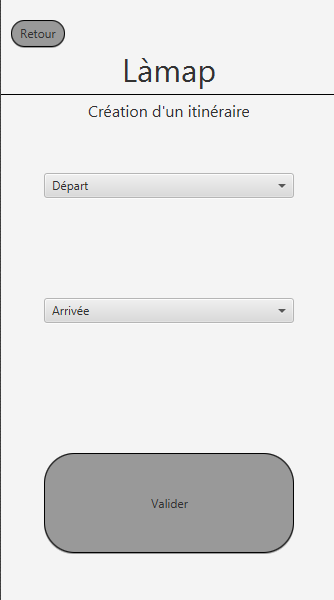 Retour
Làmap
Création d'un itinéraire
Départ
Arrivée
Valider